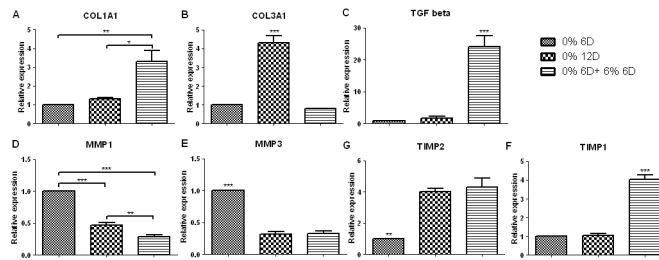 A
COL1A1
Relative expression
5
4
3
2
1
0
**
*
B
COL3A1
Relative expression
5
4
3
2
1
0
***
C
TGF beta
Relative expression
30
20
10
0
***
0% 6D
0% 12D
0% 6D+ 6% 6D
D
MMP1
Relative expression
1.5
1.0
0.5
0.0
***
***
**
E
MMP3
Relative expression
1.5
1.0
0.5
0.0
***
G
TIMP2
Relative expression
6
4
2
0
**
F
TIMP1
Relative expression
5
4
3
2
1
0
***